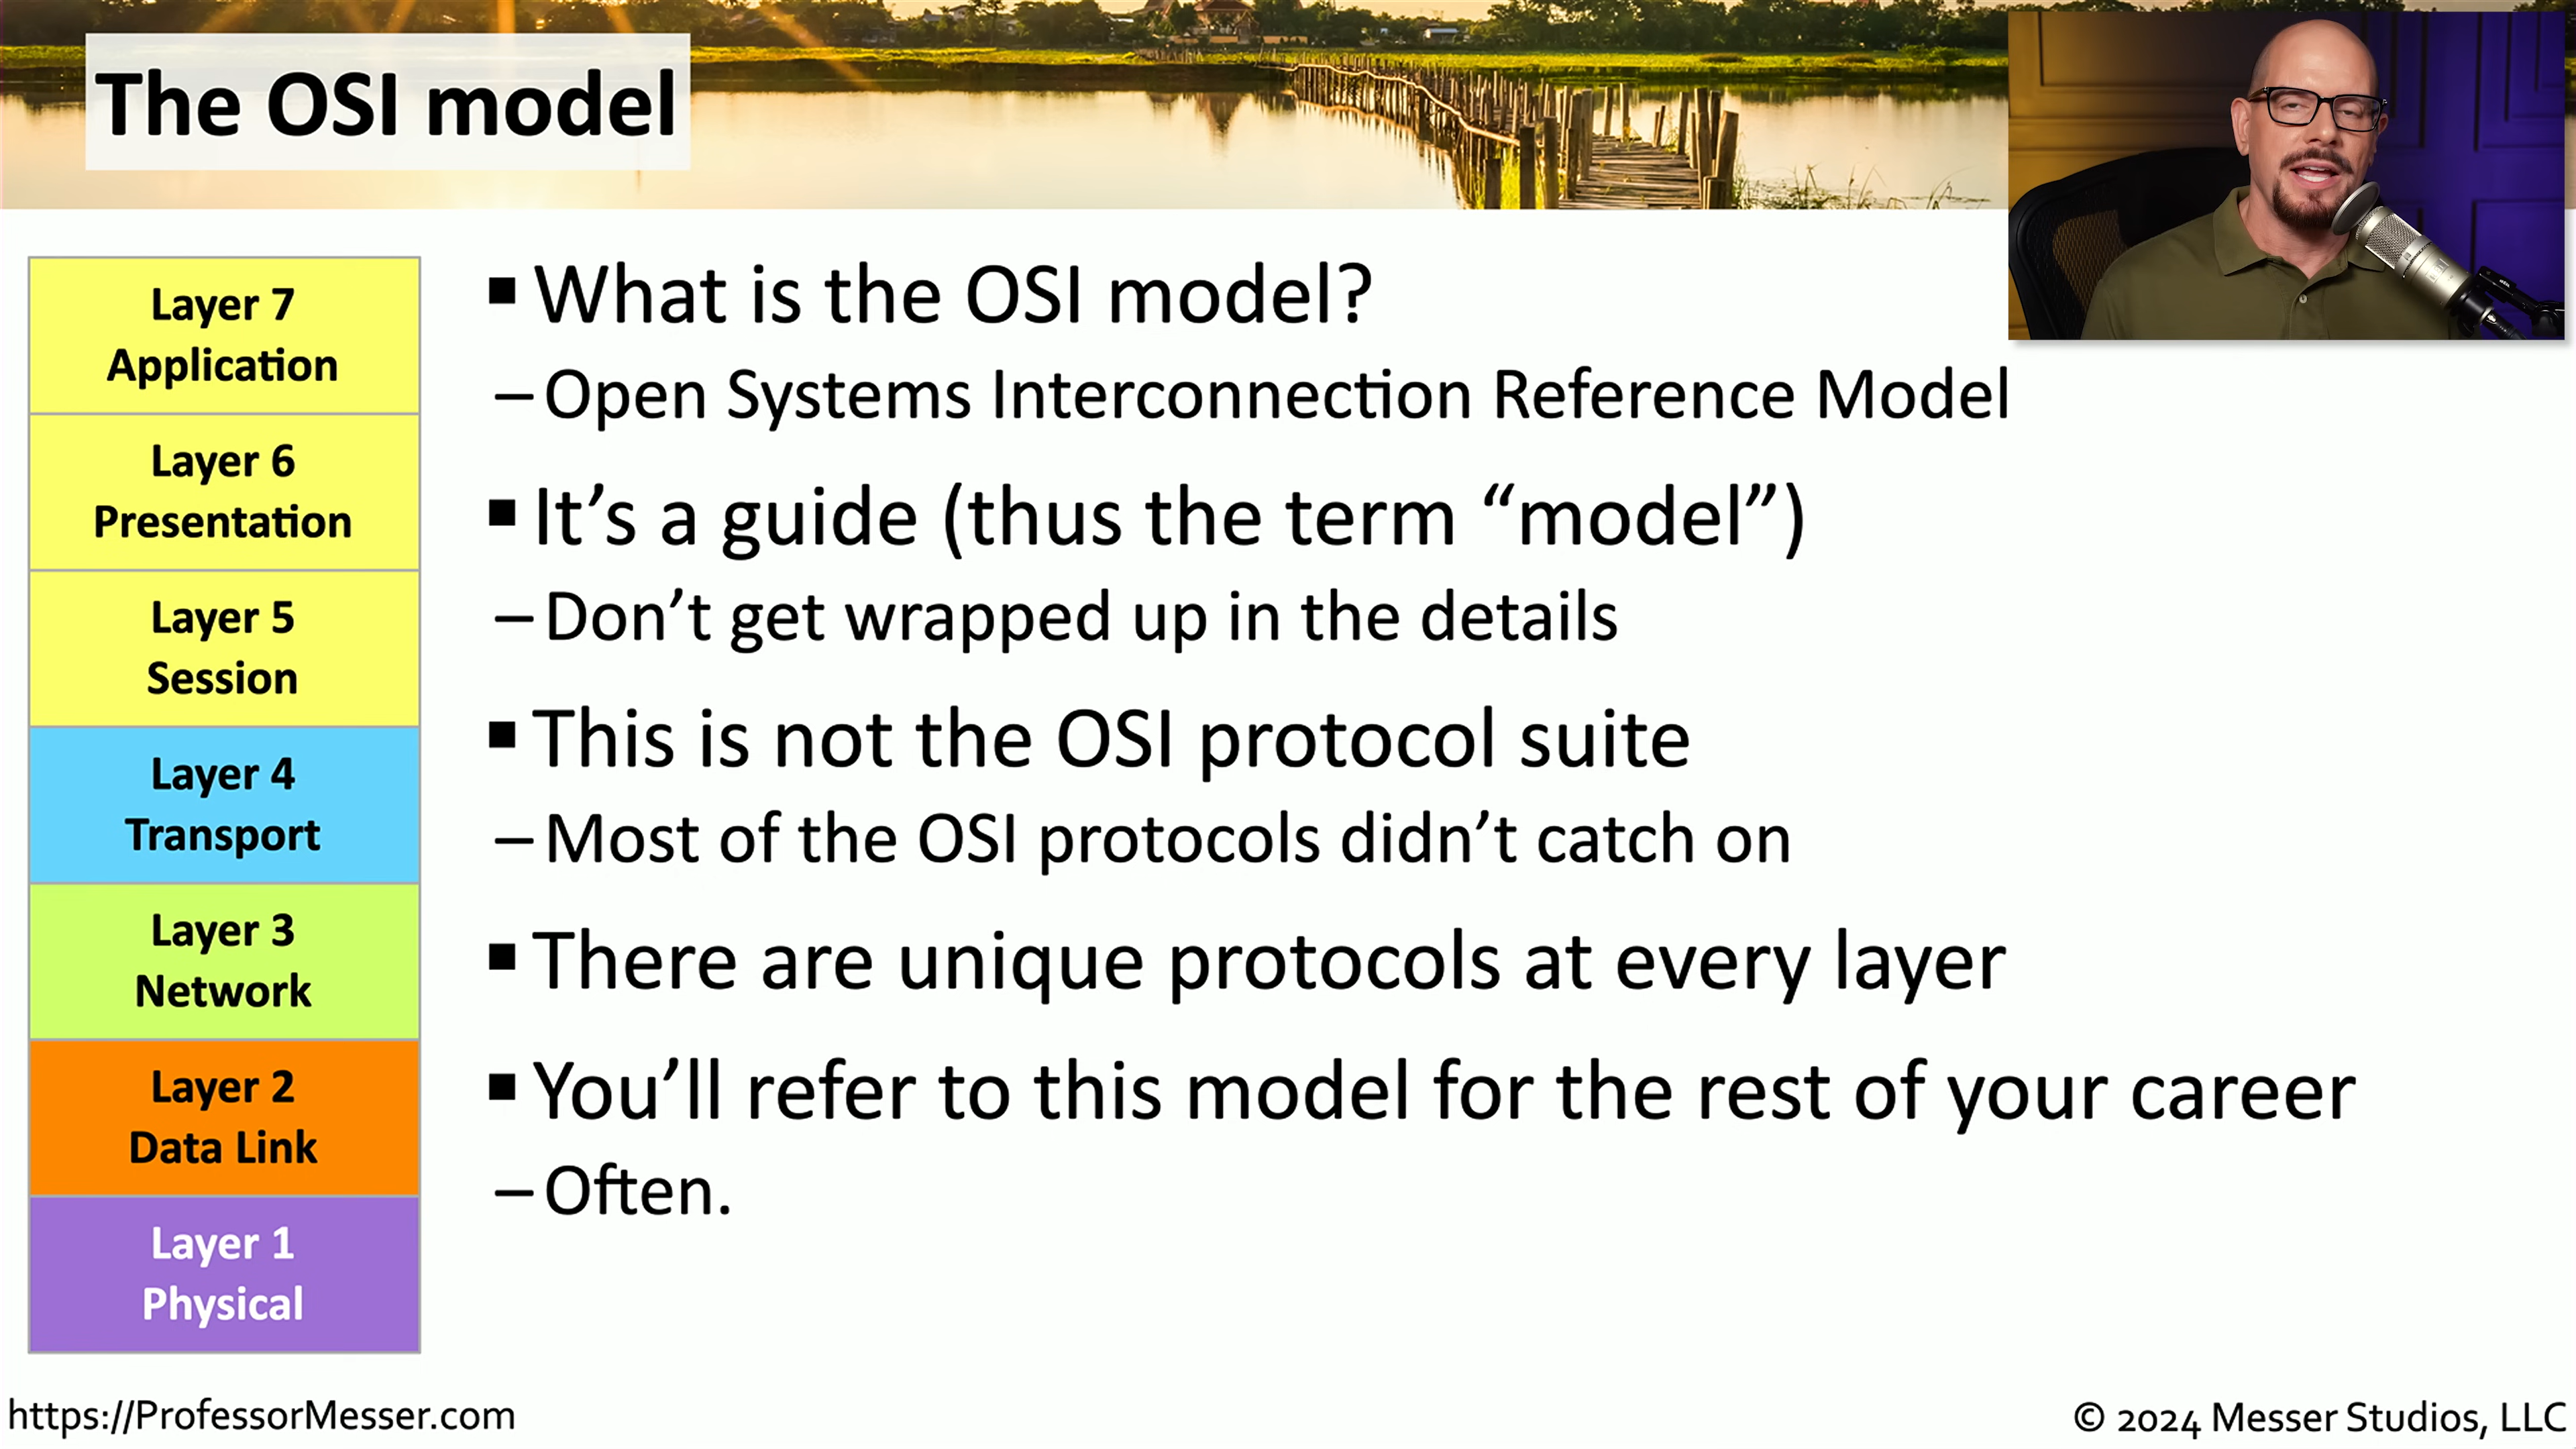 The OSI model
Layer 7
Application
Layer 6
Presentation
Layer 5
Session
Layer 4
Transport
Layer 3
Network
Layer 2
Data Link
Layer 1
Physical
▪ What is the OSI model?
– Open Systems Interconnection Reference Model
▪ It’s a guide (thus the term “model”)
– Don’t get wrapped up in the details
▪ This is not the OSI protocol suite
– Most of the OSI protocols didn’t catch on
▪ There are unique protocols at every layer
▪ You’ll refer to this model for the rest of your career
– Often.
https://ProfessorMesser.com
© 2024 Messer Studios, LLC